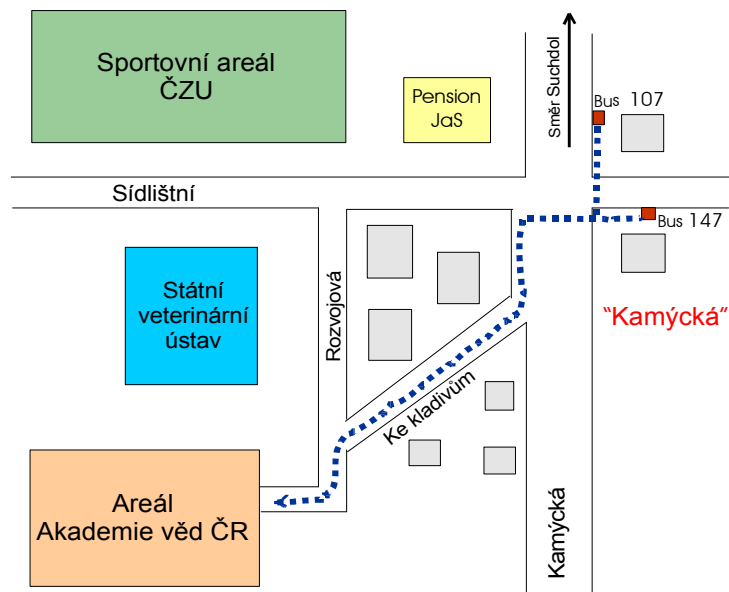 Sportovní areál
ČZU
Pension
JaS
Směr Suchdol
Bus 107
Sídlištní
Bus 147
Státní
veterinární
ústav
Rozvojová
"Kamýcká"
Ke kladivům
Areál
Akademie věd ČR
Kamýcká